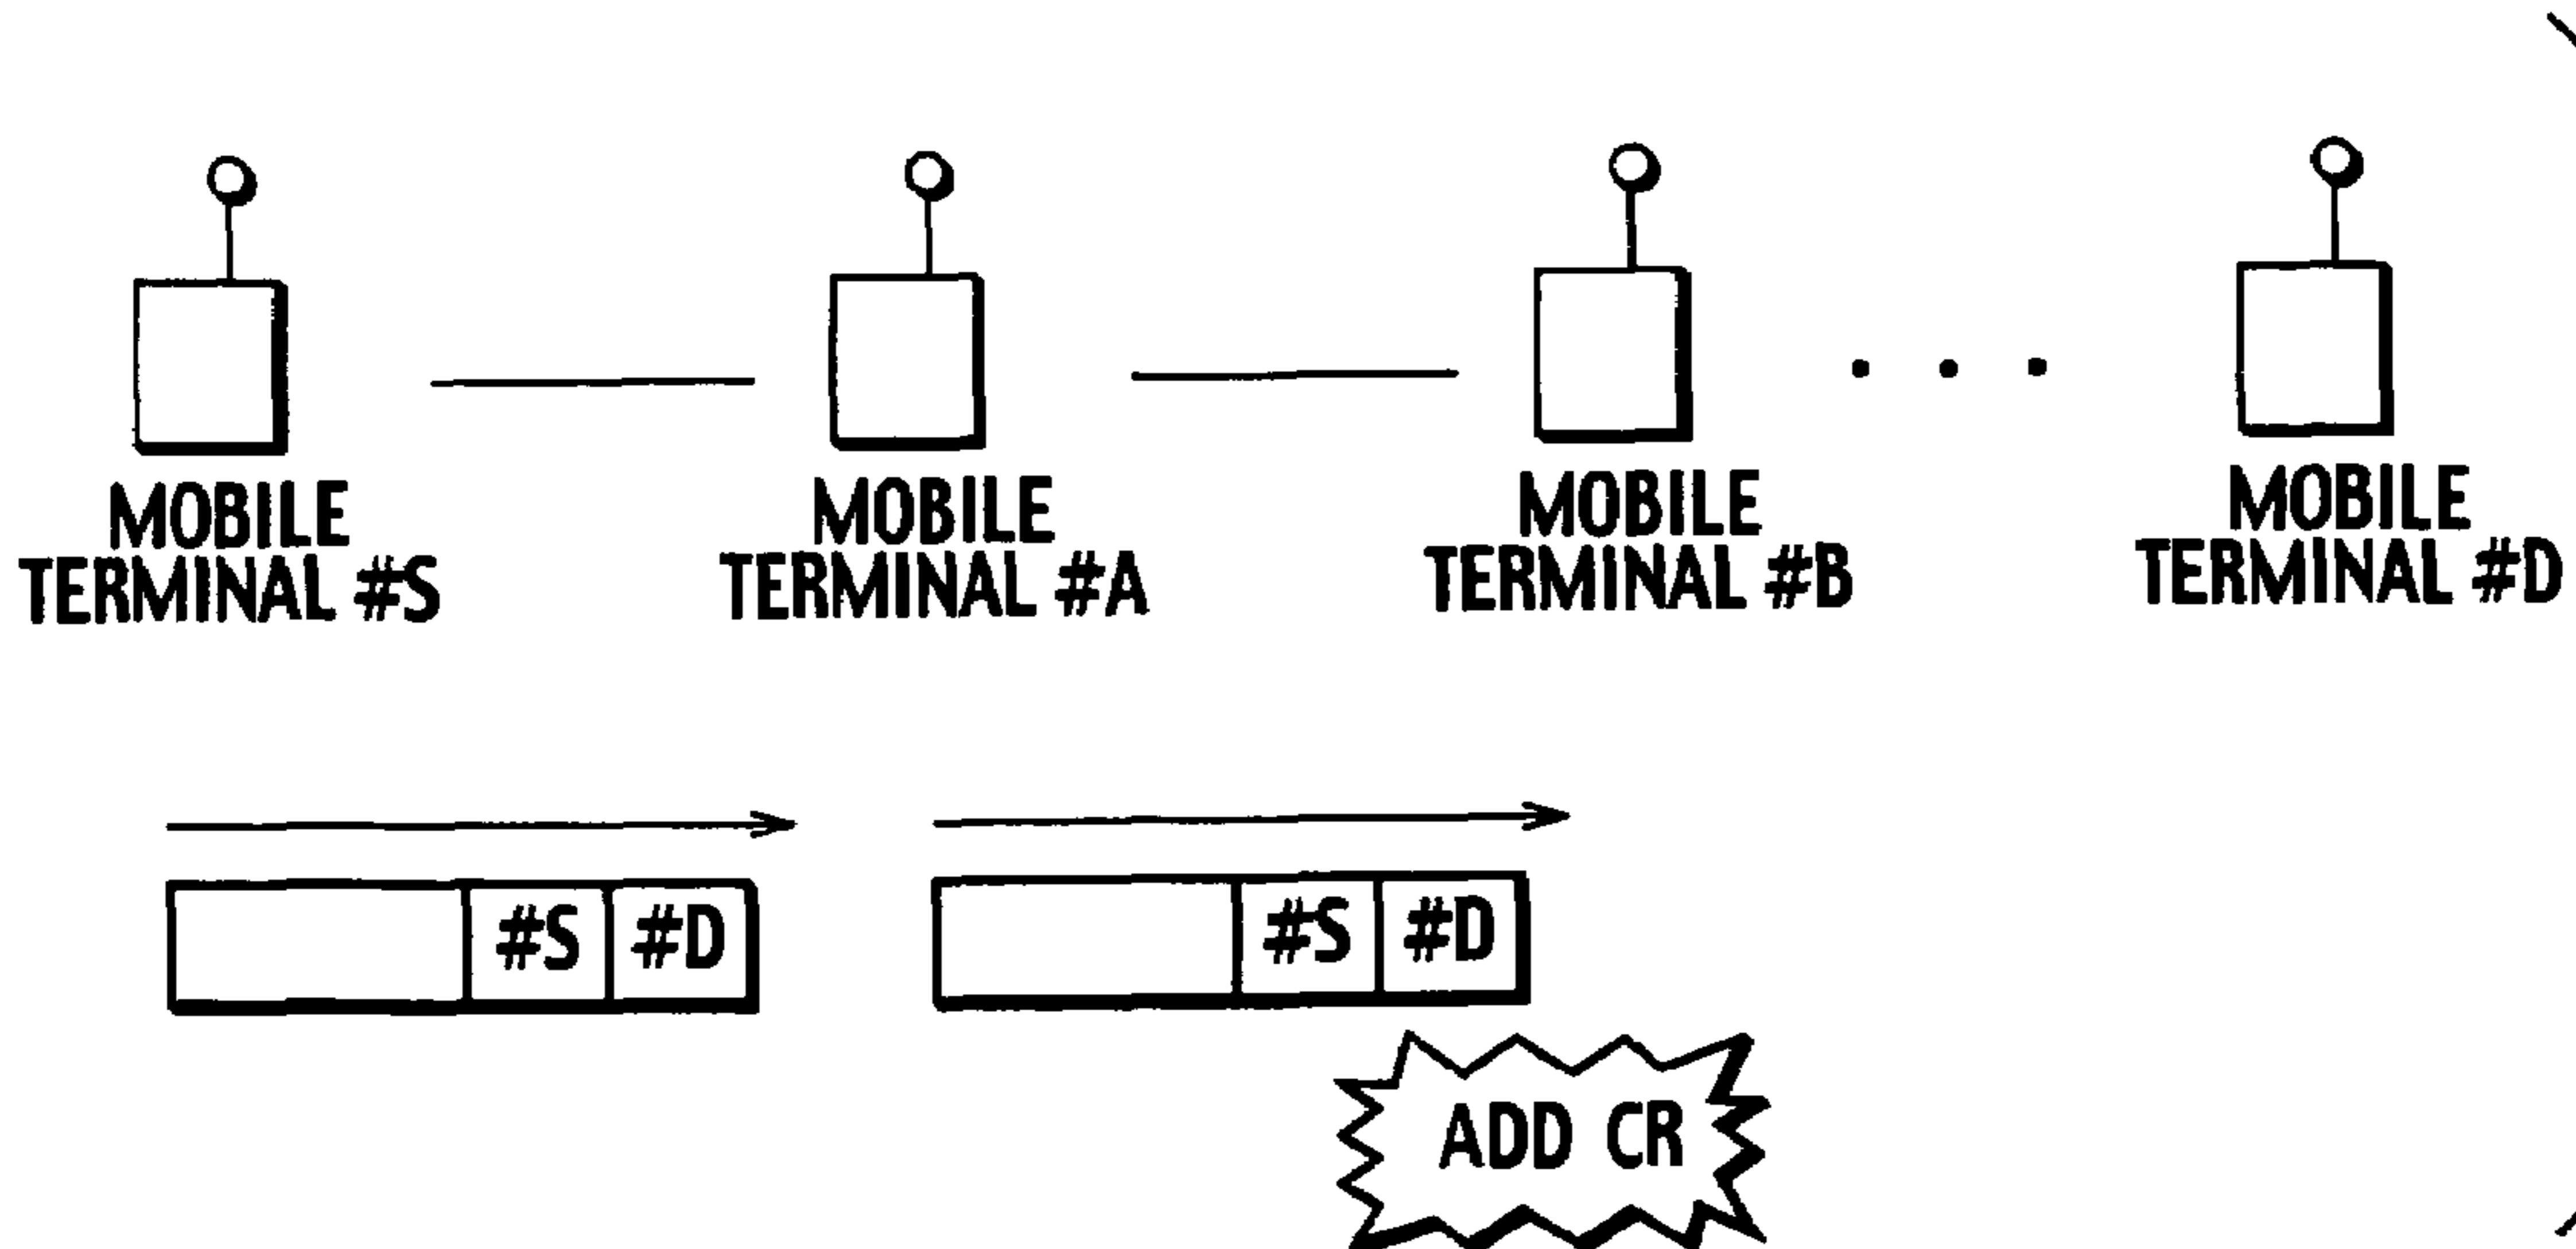 MOBILE
TERMINAL #S
MOBILE
TERMINAL #A
MOBILE
TERMINAL #B
MOBILE
TERMINAL #D
#S #D
#S #D
ADD CR